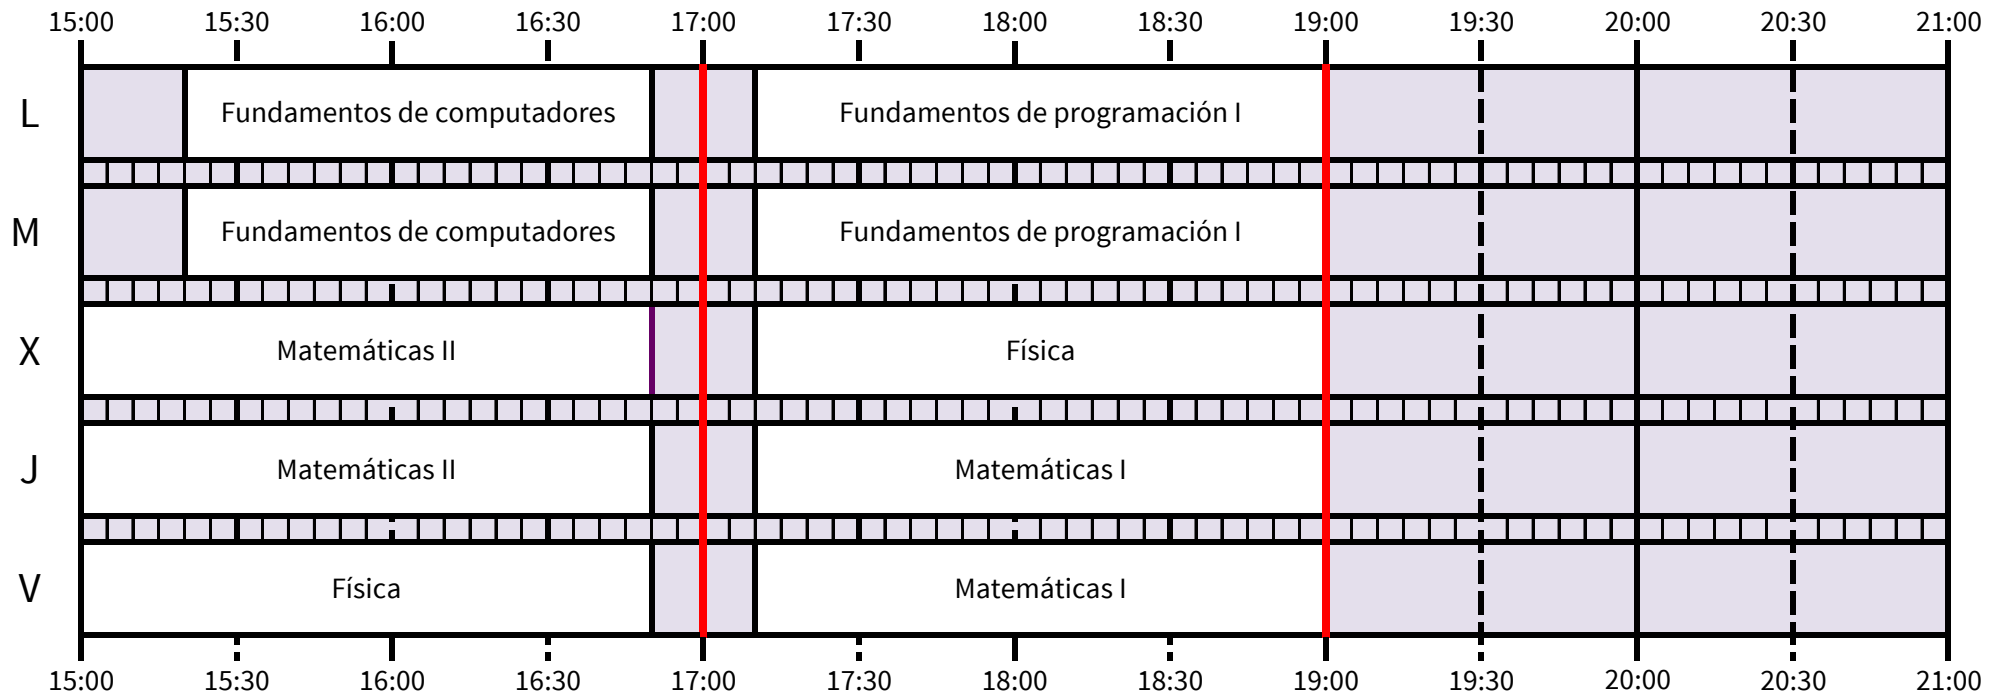 15:00 15:30 16:00 16:30 17:00 17:30 18:00 18:30 19:00 19:30 20:00 20:30 21:00
L Fundamentos de computadores Fundamentos de programación I
M Fundamentos de computadores Fundamentos de programación I
X Matemáticas II Física
J Matemáticas II Matemáticas I
V Física Matemáticas I
15:00 15:30 16:00 16:30 17:00 17:30 18:00 18:30 19:00 19:30 20:00 20:30 21:00